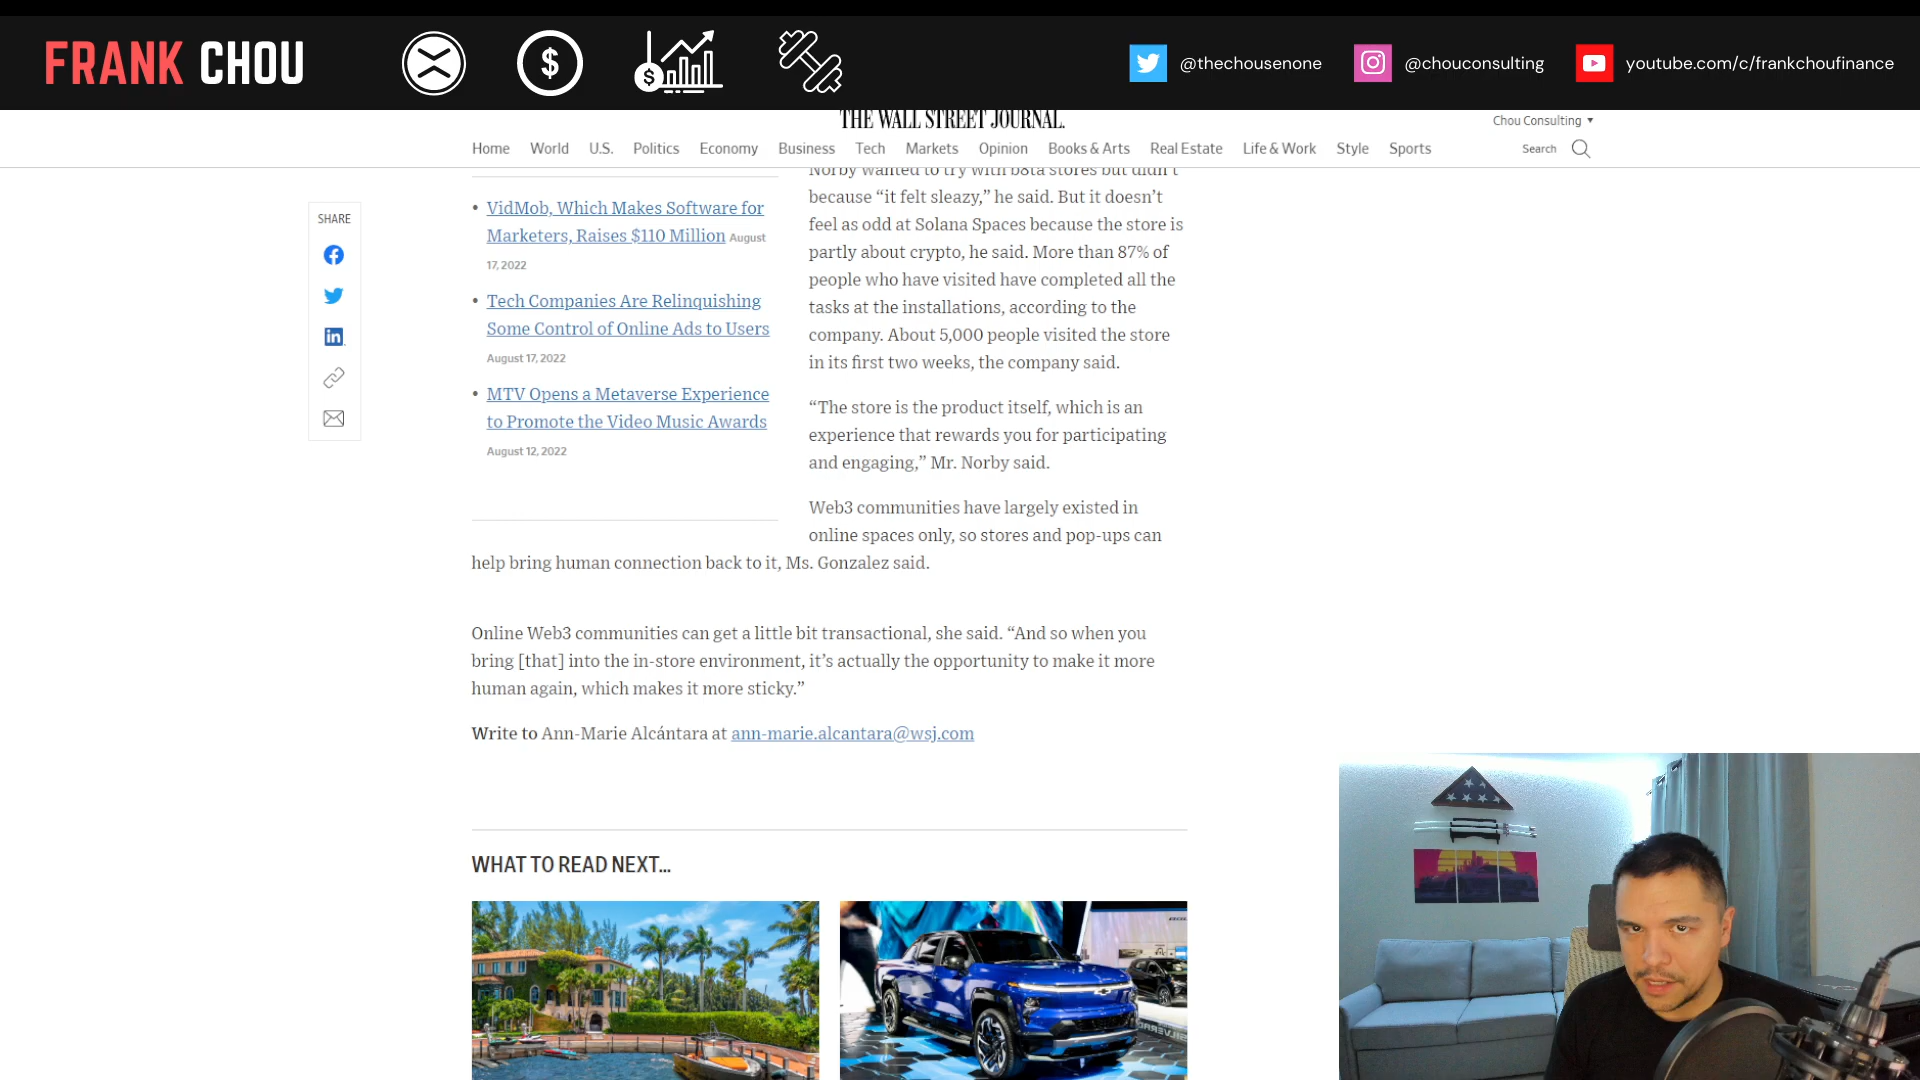 FRANK CHOU
@thechousenone
@chouconsulting
youtube.com/c/frankchoufinance
THE WALL STREET JOURNAL.
Chou Consulting
Home World U.S. Politics Economy Business Tech Markets Opinion Books & Arts Real Estate Life & Work Style Sports
Search
SHARE
VidMob, Which Makes Software for
Marketers, Raises $110 Million August
17, 2022
Tech Companies Are Relinquishing
Some Control of Online Ads to Users
August 17, 2022
MTV Opens a Metaverse Experience
to Promote the Video Music Awards
August 12, 2022
Norby wanted to try with b8ta stores but didn't
because “it felt sleazy,” he said. But it doesn’t
feel as odd at Solana Spaces because the store is
partly about crypto, he said. More than 87% of
people who have visited have completed all the
tasks at the installations, according to the
company. About 5,000 people visited the store
in its first two weeks, the company said.
“The store is the product itself, which is an
experience that rewards you for participating
and engaging,” Mr. Norby said.
Web3 communities have largely existed in
online spaces only, so stores and pop-ups can
help bring human connection back to it, Ms. Gonzalez said.
Online Web3 communities can get a little bit transactional, she said. “And so when you
bring [that] into the in-store environment, it’s actually the opportunity to make it more
human again, which makes it more sticky.”
Write to Ann-Marie Alcántara at ann-marie.alcantara@wsj.com
WHAT TO READ NEXT...